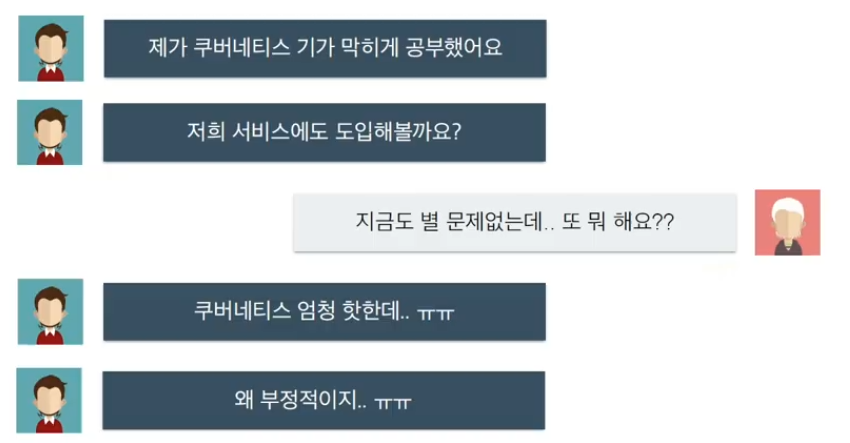 제가 쿠버네티스 기가 막히게 공부했어요
저희 서비스에도 도입해볼까요?
지금도 별 문제없는데.. 또 뭐 해요??
쿠버네티스 엄청 핫한데.. ㅠㅠ
왜 부정적이지.. ㅠㅠ